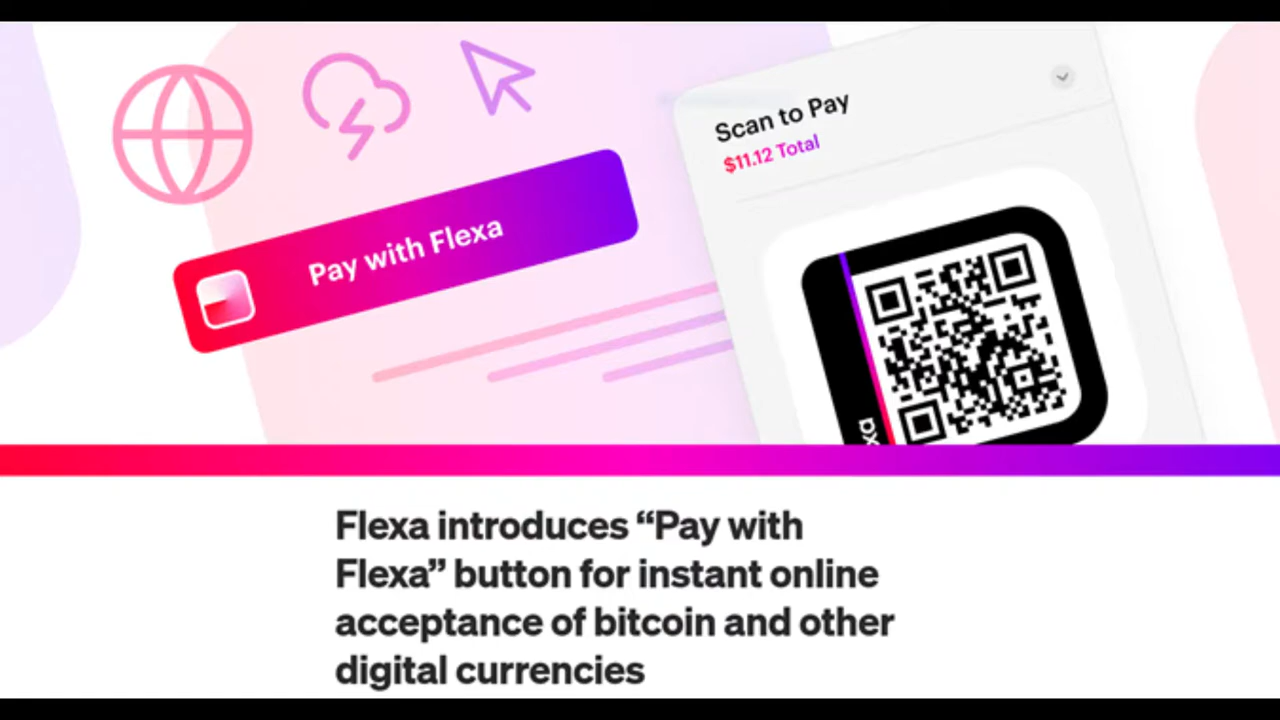 Scan to Pay
$11.12 Total
Pay with Flexa
xa
Flexa introduces “Pay with
Flexa” button for instant online
acceptance of bitcoin and other
digital currencies